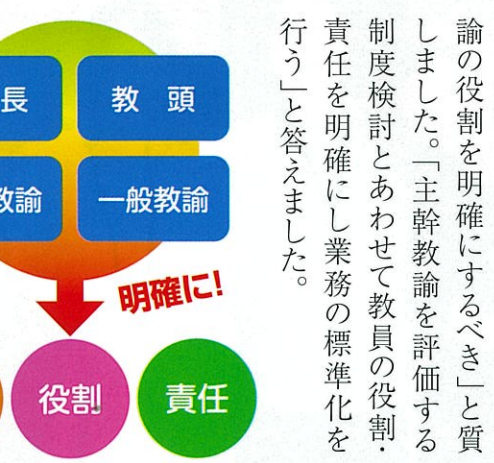 諭の役割を明確にするべき」と質
しました。「主幹教諭を評価する
制度検討とあわせて教員の役割・
責任を明確にし業務の標準化を
行う」と答えました。
長
教 頭
教諭
一般教諭
明確に!
役割
責任